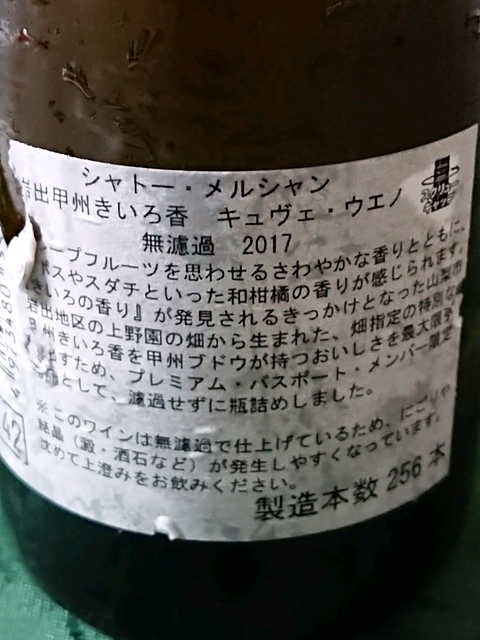 シャトー・メルシャン
岩出甲州きいろ香 キュヴェ・ウエノ
無濾過 2017
ープフルーツを思わせるさわやかな香りとともに、
ボスやスダチといった和柑橘の香りが感じられます。
きいろの香り』が発見されるきっかけとなった山梨市
岩出地区の上野園の畑から生まれた、畑指定の特別な
甲州きいろ香を甲州ブドウが持つおいしさを最大限
ますため、プレミアム・パスポート・メンバー限定
として、濾過せずに瓶詰めしました。
※このワインは無濾過で仕上げているため、にごりや
結晶（澱・酒石など）が発生しやすくなっています。
沈めて上澄みをお飲みください。
製造本数 256 本
42